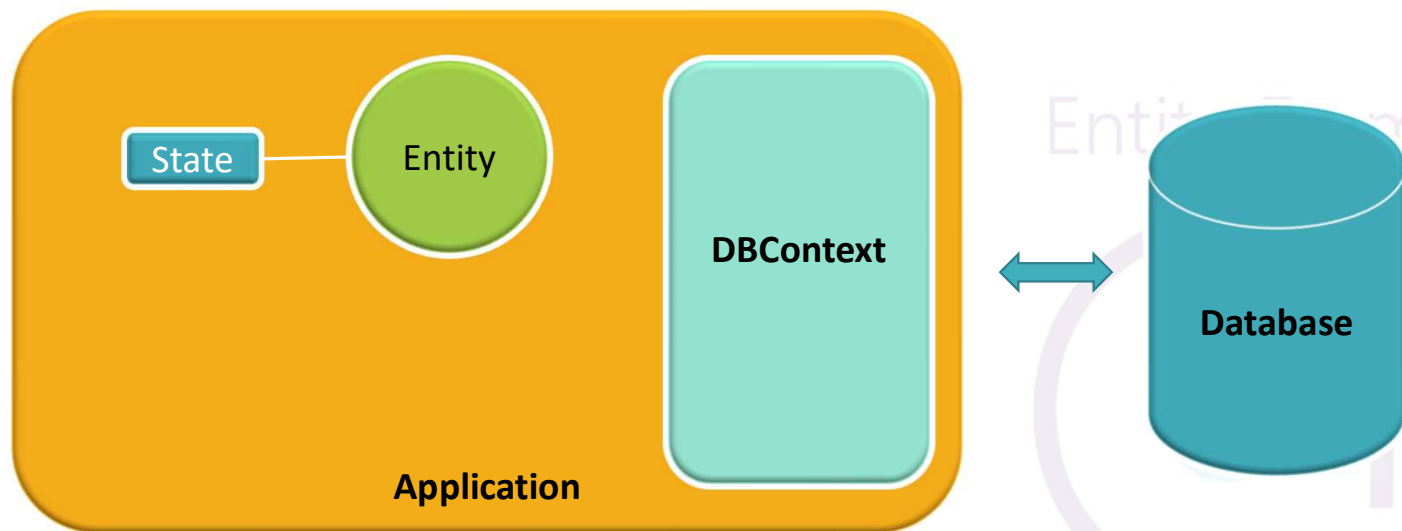 State
Entity
DBContext
Database
Application